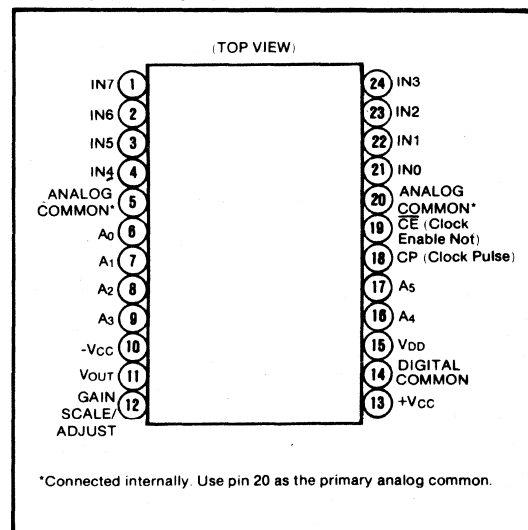 (TOP VIEW)
IN7 1
IN6 2
IN5 3
IN4 4
ANALOG
COMMON* 5
A0 6
A1 7
A2 8
A3 9
-VCC 10
VOUT 11
GAIN
SCALE/ 12
ADJUST
24 IN3
23 IN2
22 IN1
21 IN0
20 ANALOG
COMMON*
19 C̅E̅ (Clock
Enable Not)
18 CP (Clock Pulse)
17 A5
16 A4
15 VDD
14 DIGITAL
COMMON
13 +VCC
*Connected internally. Use pin 20 as the primary analog common.